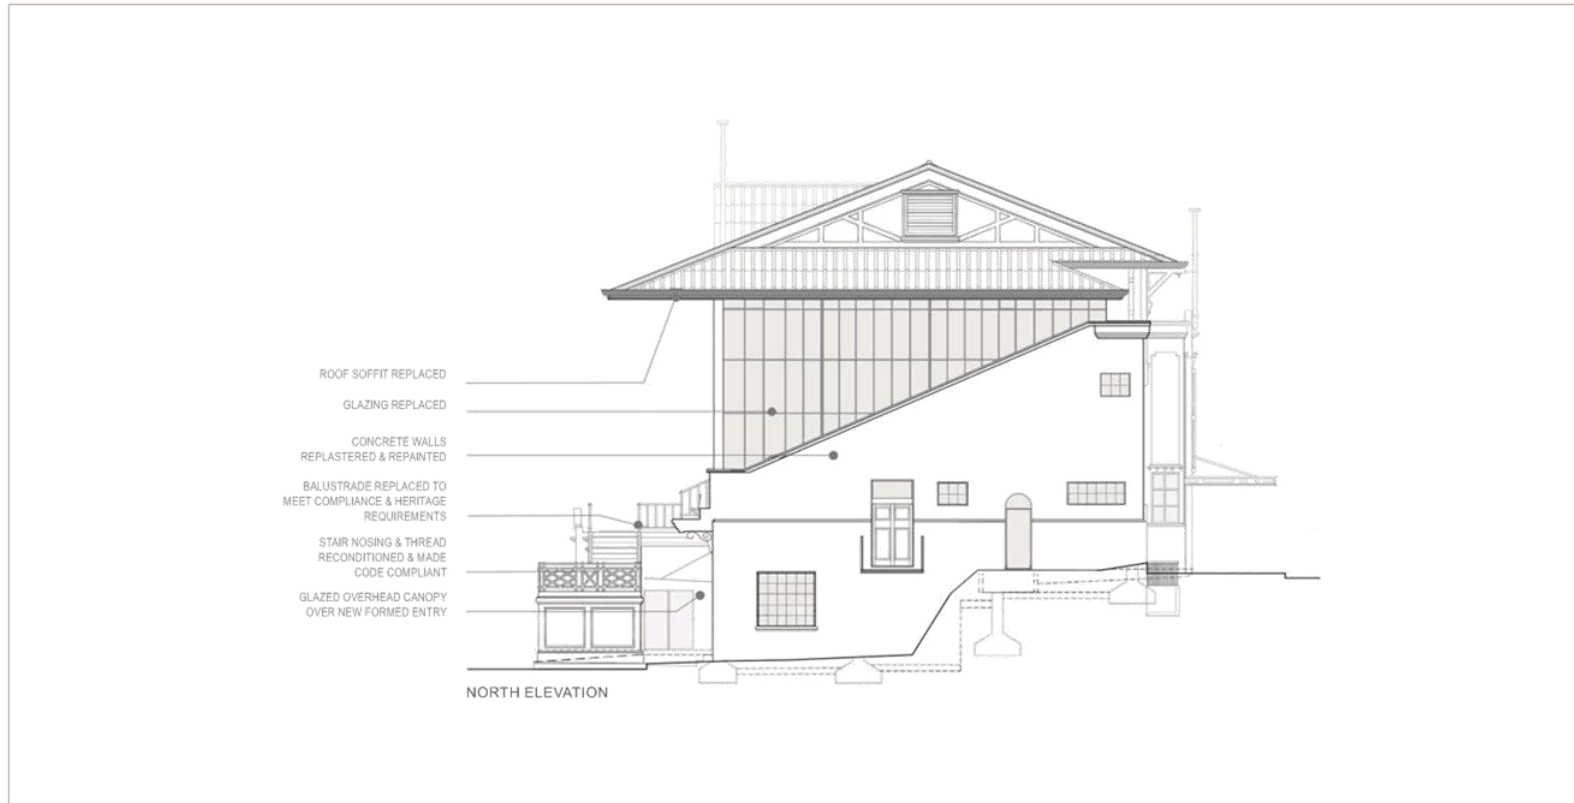 ROOF SOFFIT REPLACED
GLAZING REPLACED
CONCRETE WALLS
REPLASTERED & REPAINTED
BALUSTRADE REPLACED TO
MEET COMPLIANCE & HERITAGE
REQUIREMENTS
STAIR NOSING & THREAD
RECONDITIONED & MADE
CODE COMPLIANT
GLAZED OVERHEAD CANOPY
OVER NEW FORMED ENTRY
NORTH ELEVATION